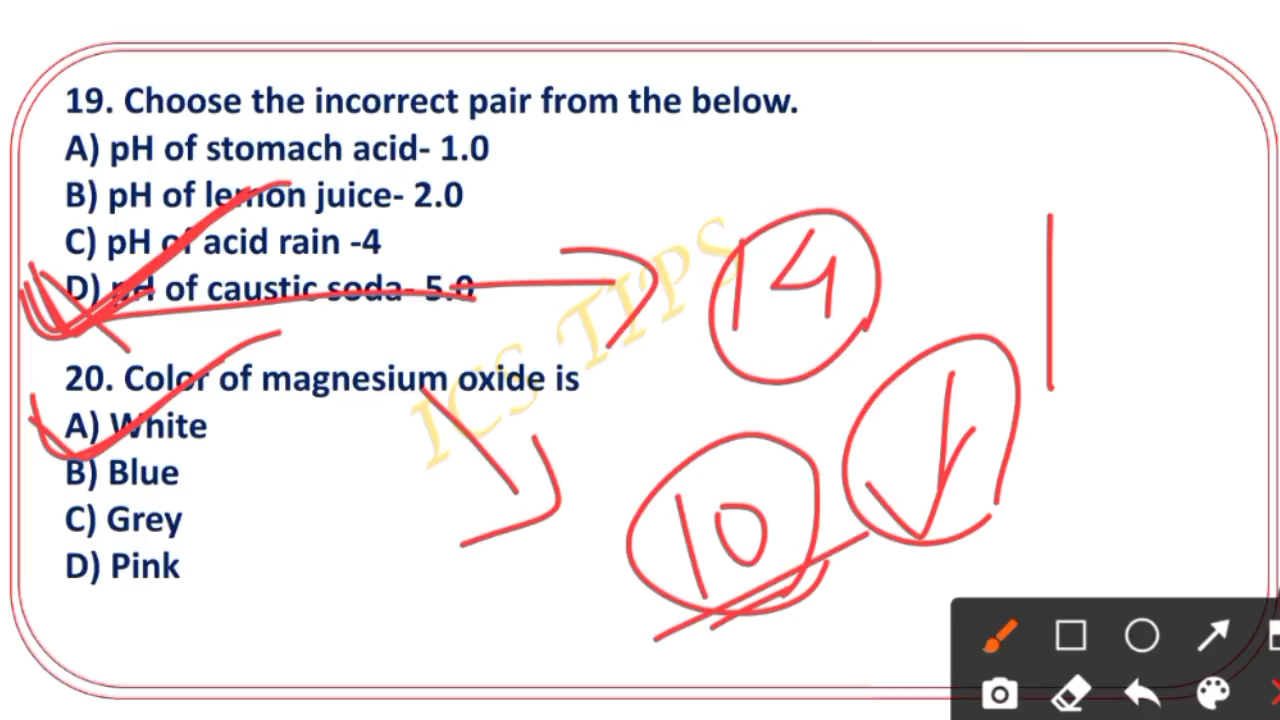 19. Choose the incorrect pair from the below.
A) pH of stomach acid- 1.0
B) pH of lemon juice- 2.0
C) pH of acid rain -4
D) pH of caustic soda- 5.0
14
20. Color of magnesium oxide is
A) White
B) Blue
C) Grey
D) Pink
10
ICS TIPS